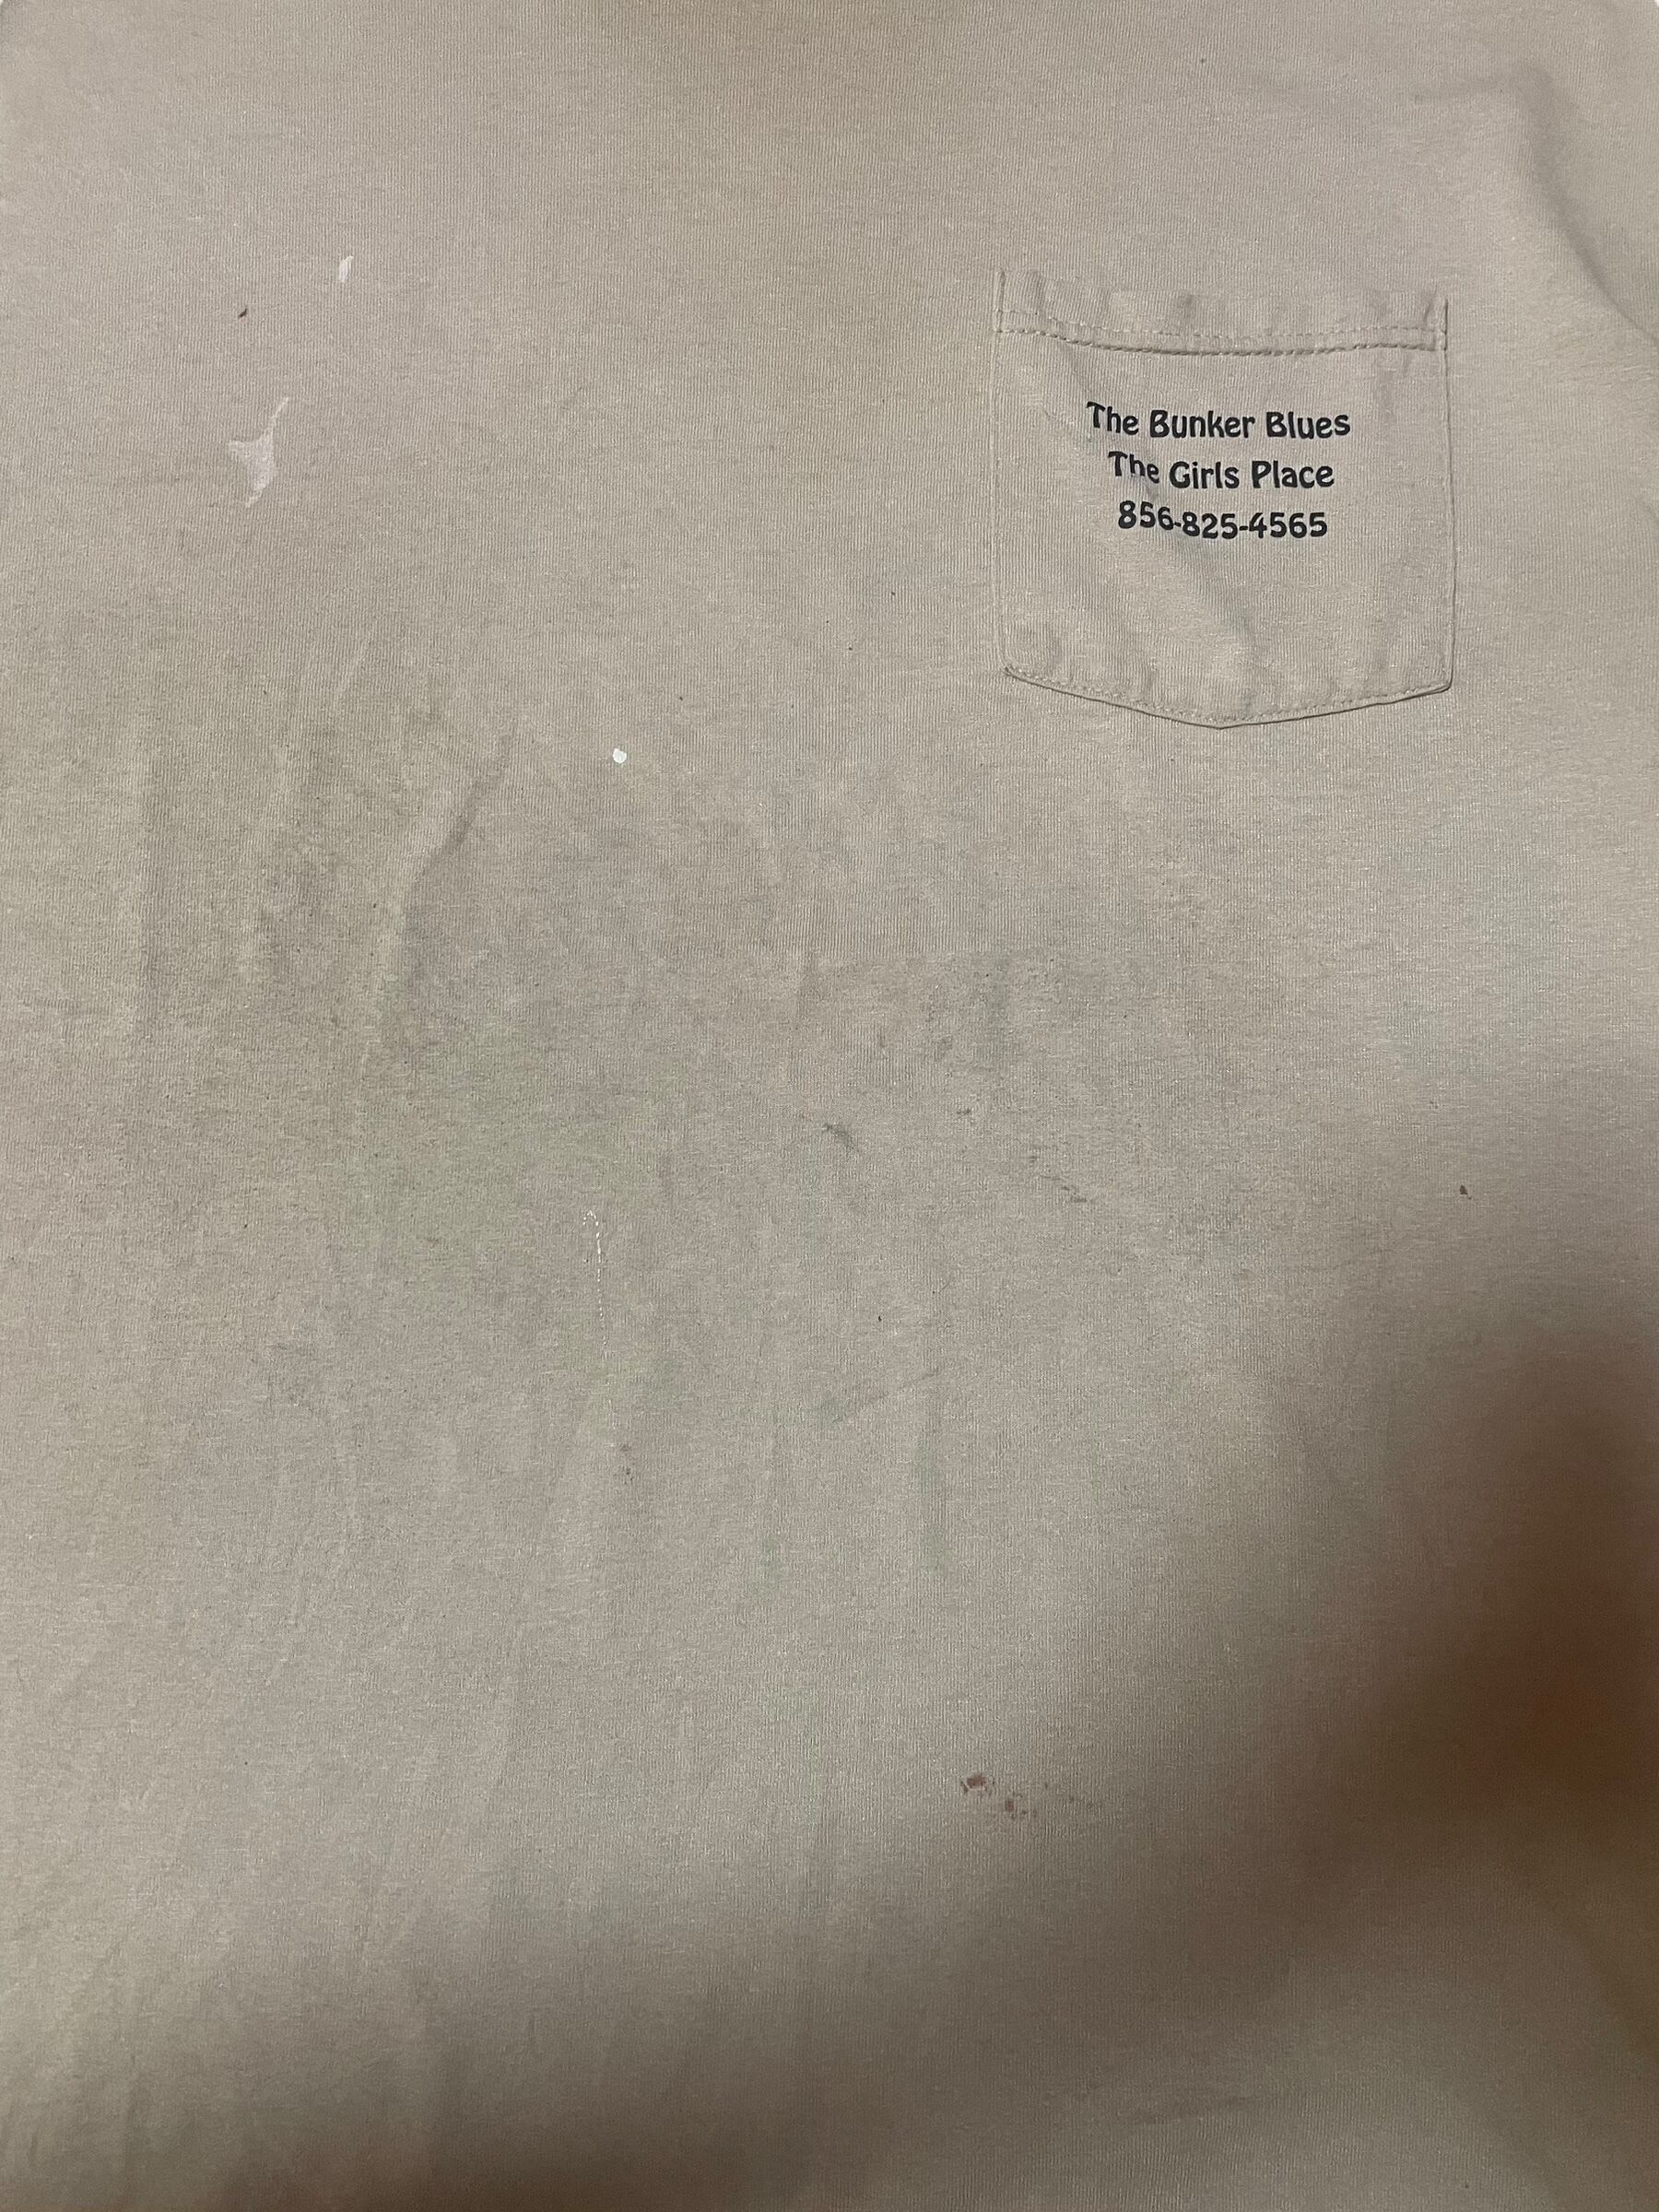 The Bunker Blues
The Girls Place
856-825-4565